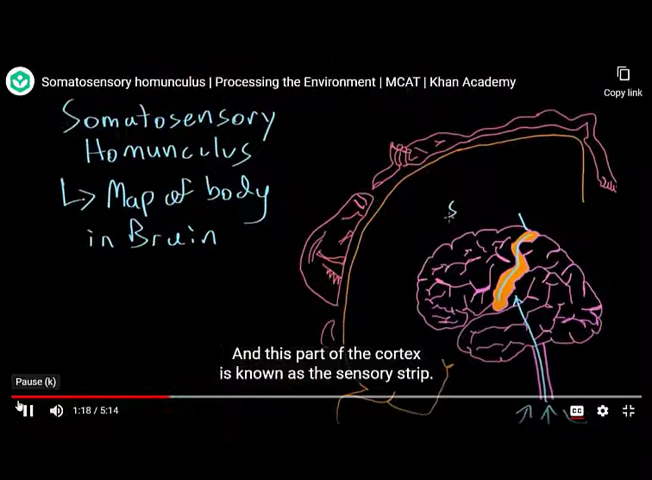 Somatosensory homunculus | Processing the Environment | MCAT | Khan Academy
Copy link
Somatosensory
Homunculus
↳ Map of body
in Brain
S
And this part of the cortex
is known as the sensory strip.
Pause (k)
1:18 / 5:14
CC